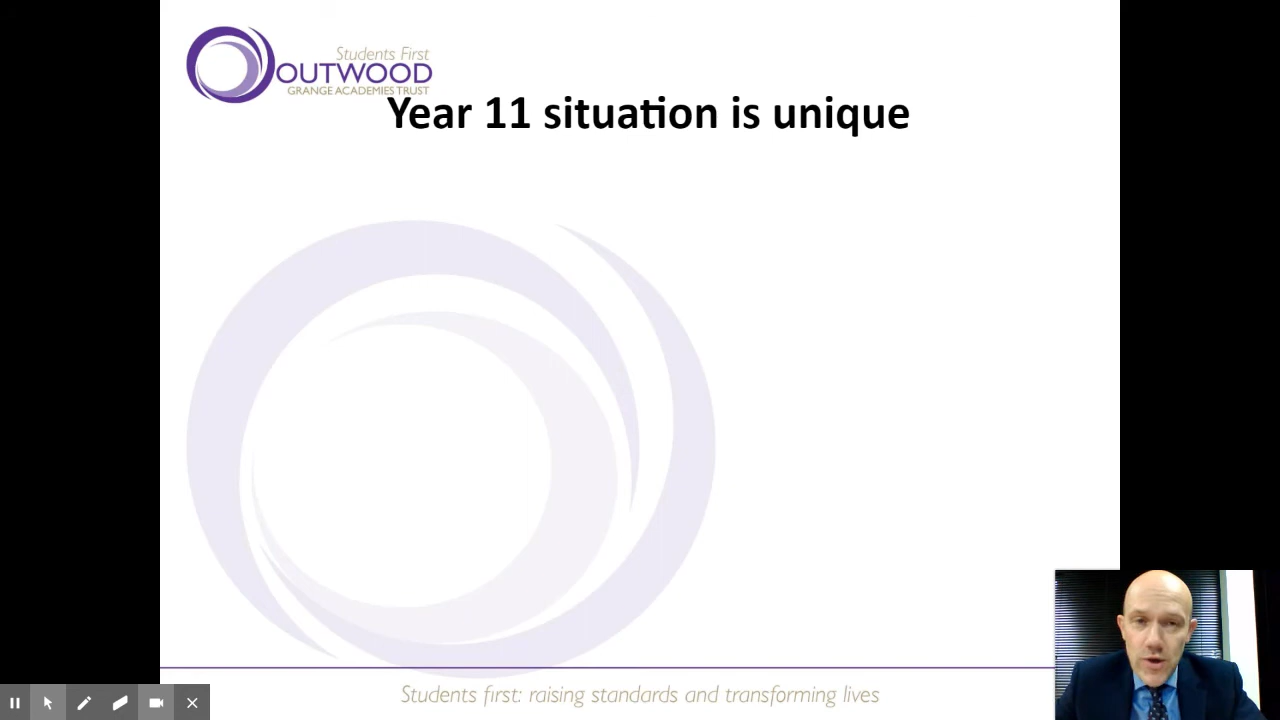 Students First
OUTWOOD
GRANGE ACADEMIES TRUST
Year 11 situation is unique
Students first: raising standards and transforming lives